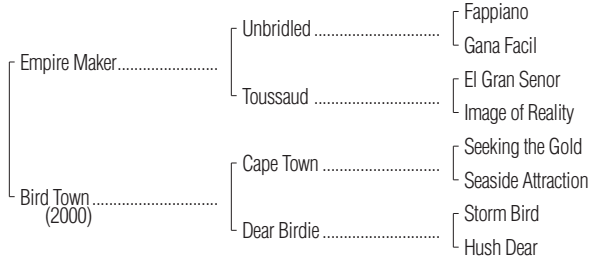 Fappiano
Unbridled ........................
Gana Facil
Empire Maker........................
El Gran Senor
Toussaud ........................
Image of Reality
Seeking the Gold
Cape Town ........................
Seaside Attraction
Bird Town ........................
(2000)
Storm Bird
Dear Birdie ........................
Hush Dear